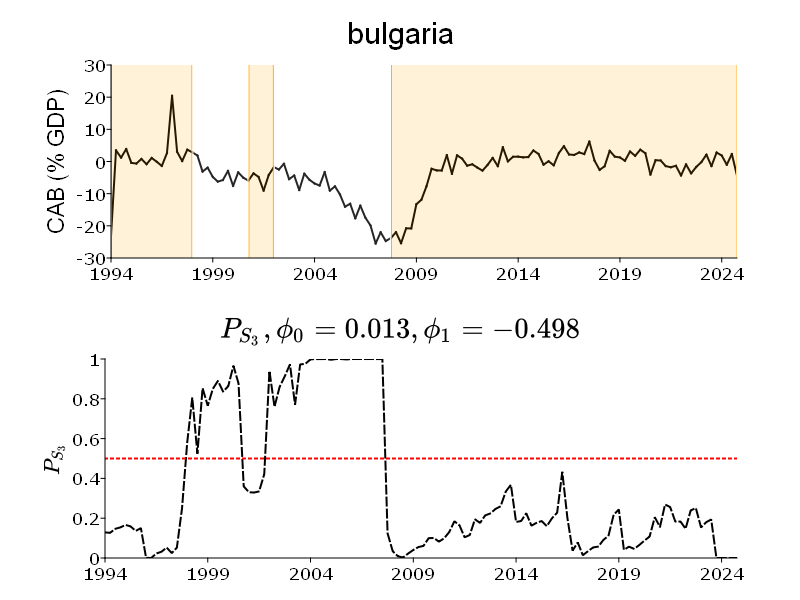 bulgaria
CAB (% GDP)
30
20
10
0
-10
-20
-30
1994 1999 2004 2009 2014 2019 2024
$P_{S_3}, \phi_0 = 0.013, \phi_1 = -0.498$
$P_{S_3}$
1
0.8
0.6
0.4
0.2
0
1994 1999 2004 2009 2014 2019 2024